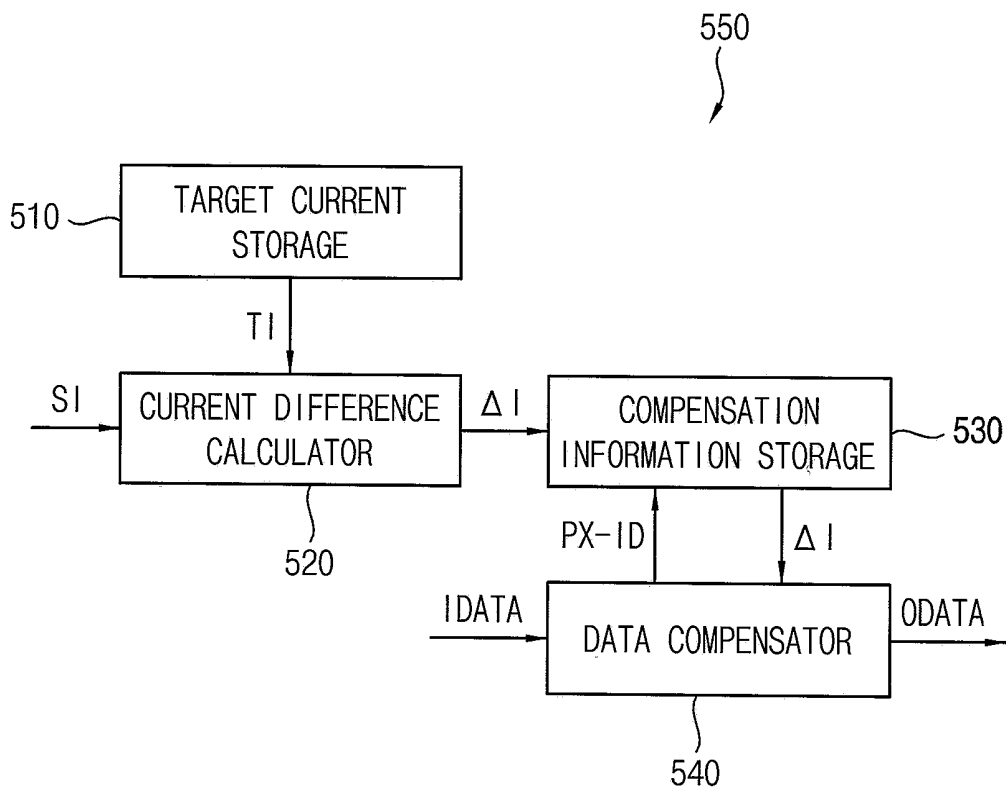 550
TARGET CURRENT
STORAGE
510
TI
SI
CURRENT DIFFERENCE
CALCULATOR
ΔI
COMPENSATION
INFORMATION STORAGE
530
520
PX-ID
ΔI
IDATA
DATA COMPENSATOR
ODATA
540